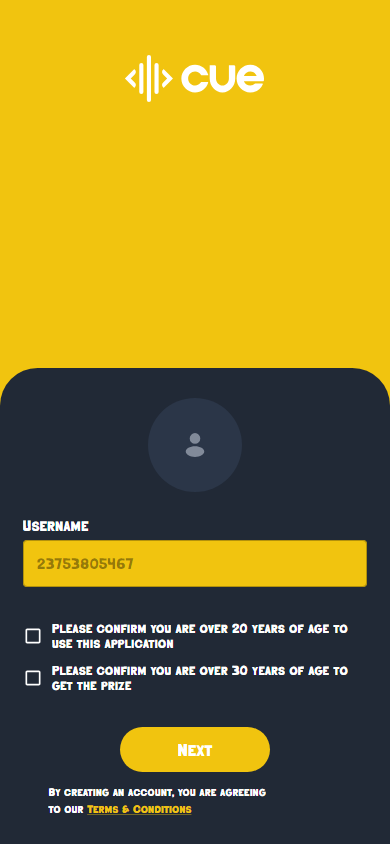 cue
Username
23753805467
Please confirm you are over 20 years of age to
use this application
Please confirm you are over 30 years of age to
get the prize
Next
By creating an account, you are agreeing
to our Terms & Conditions